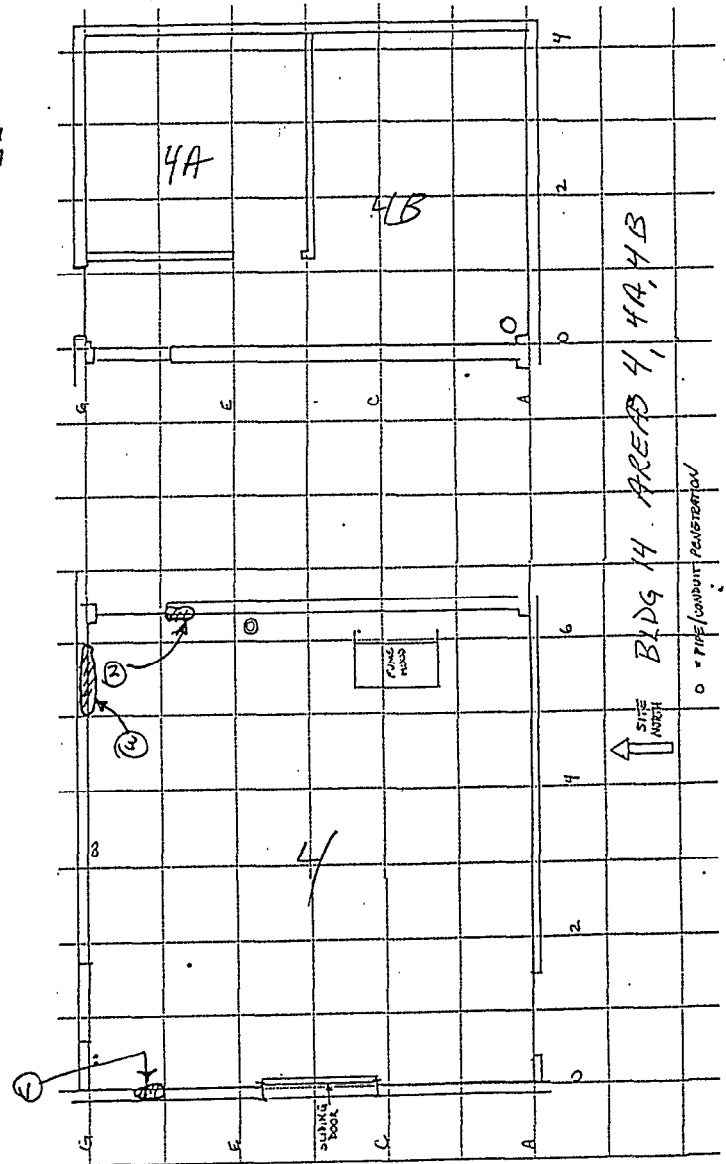 4A
4B
G
E
C
A
0
2
4
3
2
FUME
HOOD
4
1
SLIDING
DOOR
G
E
C
A
0
2
4
6
SITE
NORTH
BLDG 14 AREAS 4, 4A, 4B
O = PIPE/CONDUIT PENETRATION